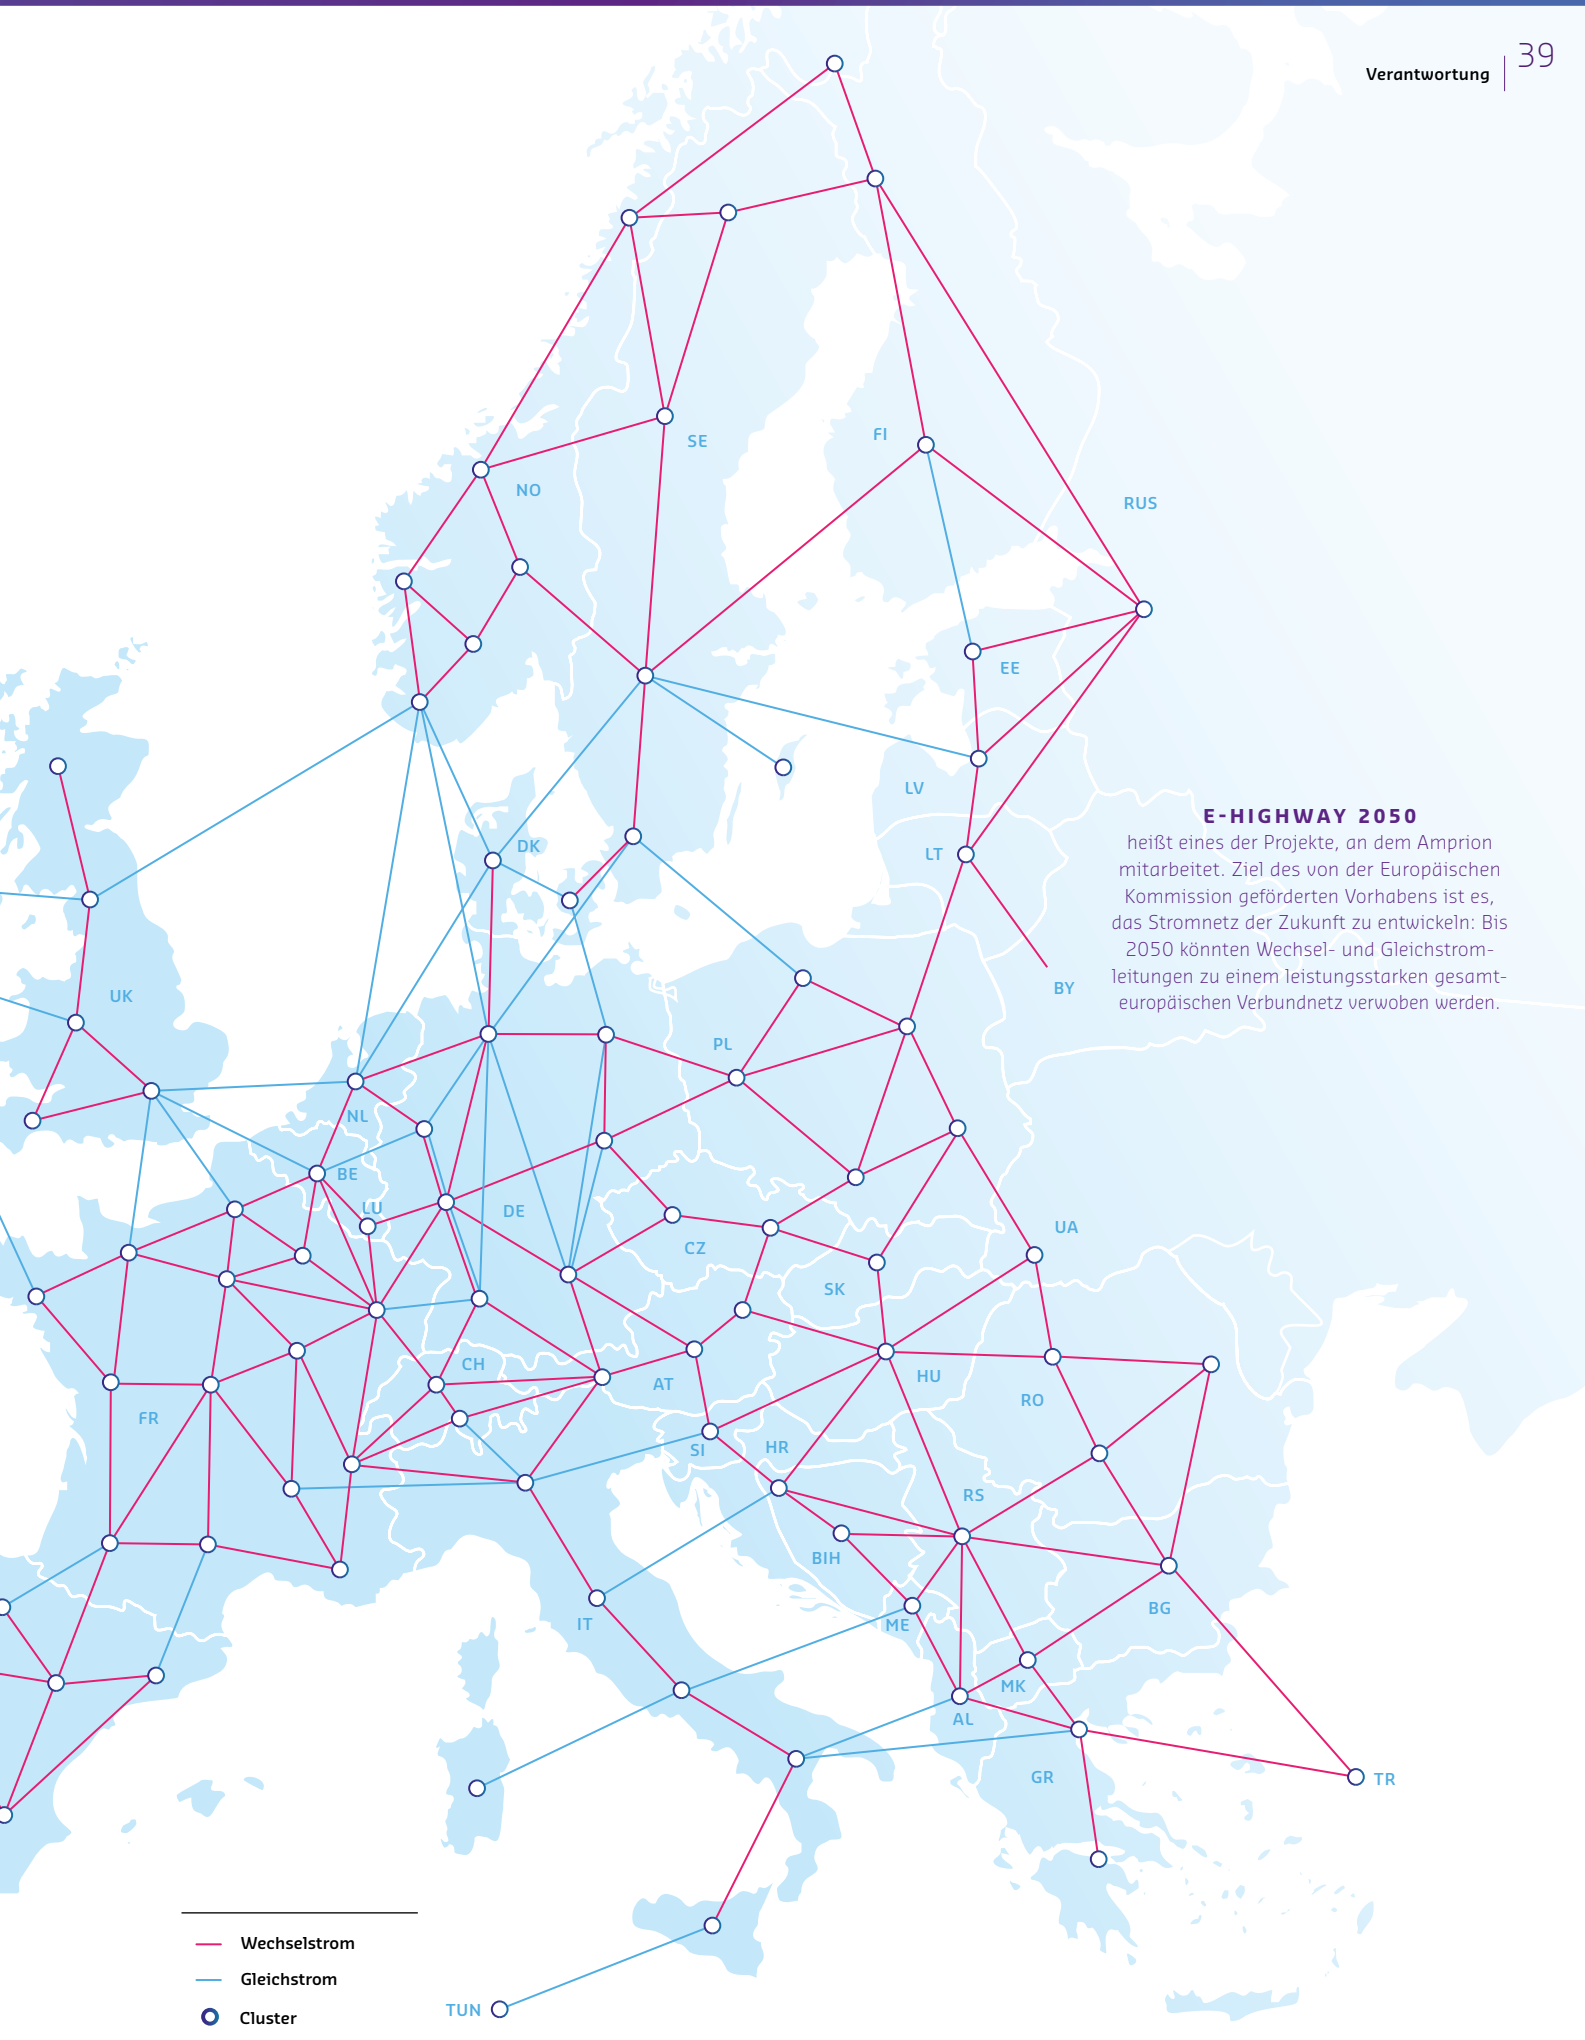 Verantwortung
39
SE
FI
NO
RUS
EE
LV
DK
LT
E-HIGHWAY 2050
heißt eines der Projekte, an dem Amprion
mitarbeitet. Ziel des von der Europäischen
Kommission geförderten Vorhabens ist es,
das Stromnetz der Zukunft zu entwickeln: Bis
2050 könnten Wechsel- und Gleichstrom-
leitungen zu einem leistungsstarken gesamt-
europäischen Verbundnetz verwoben werden.
BY
UK
PL
NL
BE
LU
DE
UA
CZ
SK
CH
AT
HU
RO
FR
SI
HR
RS
BIH
BG
IT
ME
MK
AL
GR
TR
Wechselstrom
Gleichstrom
TUN
Cluster